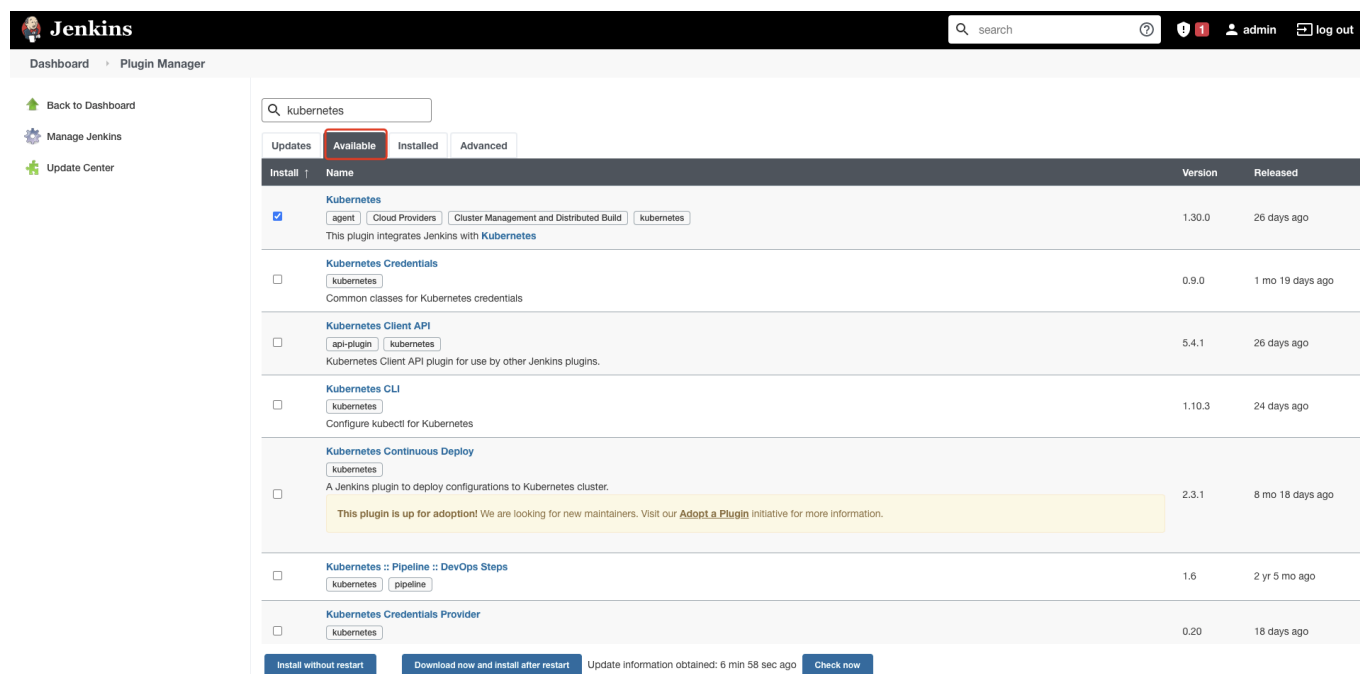 Jenkins
search
1
admin
log out
Dashboard
Plugin Manager
Back to Dashboard
Manage Jenkins
Update Center
kubernetes
Updates Available Installed Advanced
Install ↑ Name Version Released
Kubernetes
agent Cloud Providers Cluster Management and Distributed Build kubernetes
This plugin integrates Jenkins with Kubernetes
1.30.0 26 days ago
Kubernetes Credentials
kubernetes
Common classes for Kubernetes credentials
0.9.0 1 mo 19 days ago
Kubernetes Client API
api-plugin kubernetes
Kubernetes Client API plugin for use by other Jenkins plugins.
5.4.1 26 days ago
Kubernetes CLI
kubernetes
Configure kubectl for Kubernetes
1.10.3 24 days ago
Kubernetes Continuous Deploy
kubernetes
A Jenkins plugin to deploy configurations to Kubernetes cluster.
This plugin is up for adoption! We are looking for new maintainers. Visit our Adopt a Plugin initiative for more information.
2.3.1 8 mo 18 days ago
Kubernetes :: Pipeline :: DevOps Steps
kubernetes pipeline
1.6 2 yr 5 mo ago
Kubernetes Credentials Provider
kubernetes
0.20 18 days ago
Install without restart Download now and install after restart Update information obtained: 6 min 58 sec ago Check now